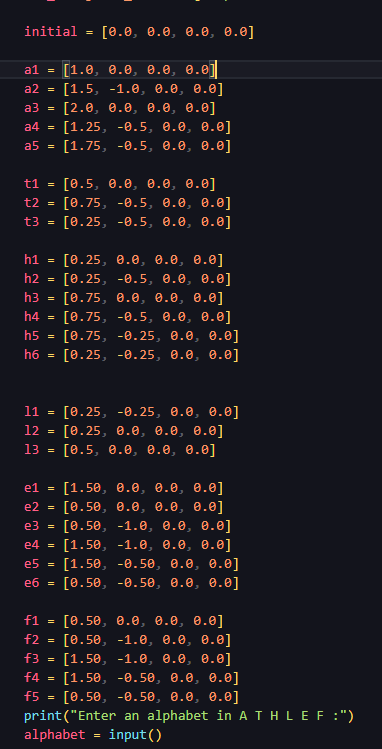 initial = [0.0, 0.0, 0.0, 0.0]
a1 = [1.0, 0.0, 0.0, 0.0]
a2 = [1.5, -1.0, 0.0, 0.0]
a3 = [2.0, 0.0, 0.0, 0.0]
a4 = [1.25, -0.5, 0.0, 0.0]
a5 = [1.75, -0.5, 0.0, 0.0]
t1 = [0.5, 0.0, 0.0, 0.0]
t2 = [0.75, -0.5, 0.0, 0.0]
t3 = [0.25, -0.5, 0.0, 0.0]
h1 = [0.25, 0.0, 0.0, 0.0]
h2 = [0.25, -0.5, 0.0, 0.0]
h3 = [0.75, 0.0, 0.0, 0.0]
h4 = [0.75, -0.5, 0.0, 0.0]
h5 = [0.75, -0.25, 0.0, 0.0]
h6 = [0.25, -0.25, 0.0, 0.0]
l1 = [0.25, -0.25, 0.0, 0.0]
l2 = [0.25, 0.0, 0.0, 0.0]
l3 = [0.5, 0.0, 0.0, 0.0]
e1 = [1.50, 0.0, 0.0, 0.0]
e2 = [0.50, 0.0, 0.0, 0.0]
e3 = [0.50, -1.0, 0.0, 0.0]
e4 = [1.50, -1.0, 0.0, 0.0]
e5 = [1.50, -0.50, 0.0, 0.0]
e6 = [0.50, -0.50, 0.0, 0.0]
f1 = [0.50, 0.0, 0.0, 0.0]
f2 = [0.50, -1.0, 0.0, 0.0]
f3 = [1.50, -1.0, 0.0, 0.0]
f4 = [1.50, -0.50, 0.0, 0.0]
f5 = [0.50, -0.50, 0.0, 0.0]
print("Enter an alphabet in A T H L E F :")
alphabet = input()